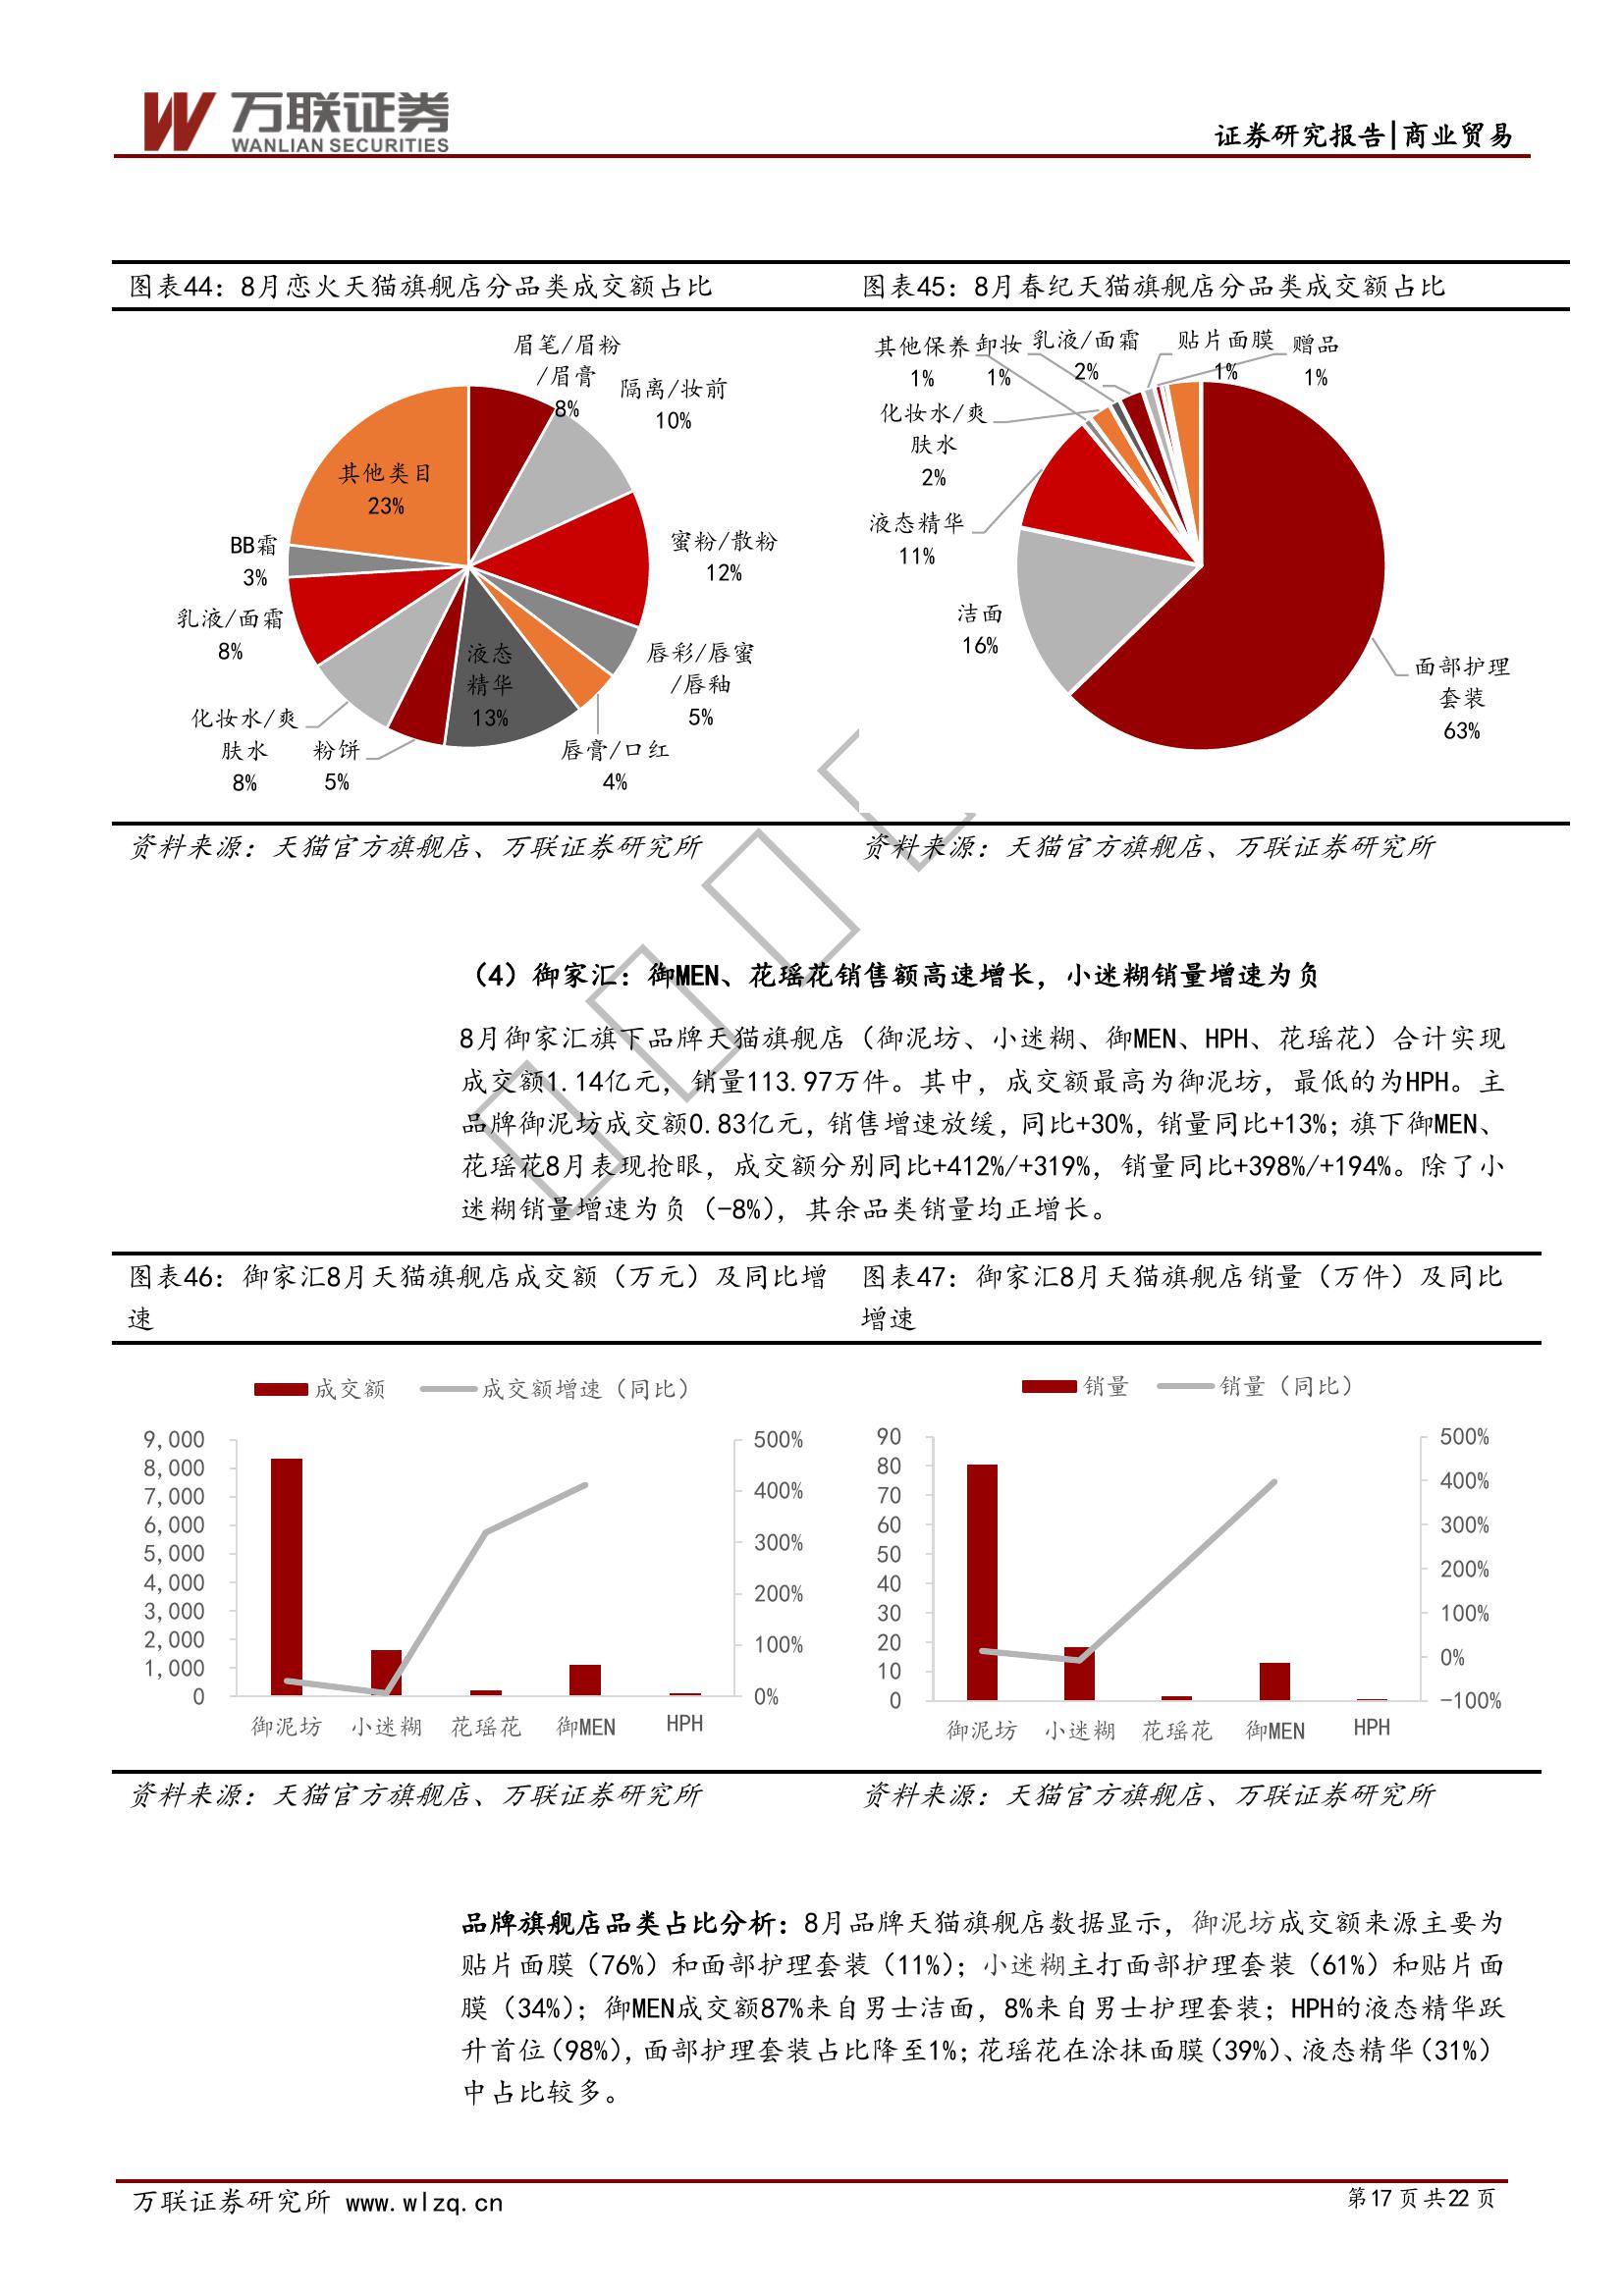 万联证券
WANLIAN SECURITIES
证券研究报告|商业贸易
图表44：8月恋火天猫旗舰店分品类成交额占比
图表45：8月春纪天猫旗舰店分品类成交额占比
眉笔/眉粉
/眉膏
8%
隔离/妆前
10%
蜜粉/散粉
12%
唇彩/唇蜜
/唇釉
5%
唇膏/口红
4%
液态
精华
13%
粉饼
5%
化妆水/爽
肤水
8%
乳液/面霜
8%
BB霜
3%
其他类目
23%
其他保养
1%
卸妆
1%
乳液/面霜
2%
贴片面膜
1%
赠品
1%
化妆水/爽
肤水
2%
液态精华
11%
洁面
16%
面部护理
套装
63%
资料来源：天猫官方旗舰店、万联证券研究所
资料来源：天猫官方旗舰店、万联证券研究所
（4）御家汇：御MEN、花瑶花销售额高速增长，小迷糊销量增速为负
8月御家汇旗下品牌天猫旗舰店（御泥坊、小迷糊、御MEN、HPH、花瑶花）合计实现
成交额1.14亿元，销量113.97万件。其中，成交额最高为御泥坊，最低的为HPH。主
品牌御泥坊成交额0.83亿元，销售增速放缓，同比+30%，销量同比+13%；旗下御MEN、
花瑶花8月表现抢眼，成交额分别同比+412%/+319%，销量同比+398%/+194%。除了小
迷糊销量增速为负（-8%），其余品类销量均正增长。
图表46：御家汇8月天猫旗舰店成交额（万元）及同比增
速
图表47：御家汇8月天猫旗舰店销量（万件）及同比
增速
成交额 成交额增速（同比）
9,000
8,000
7,000
6,000
5,000
4,000
3,000
2,000
1,000
0
500%
400%
300%
200%
100%
0%
御泥坊 小迷糊 花瑶花 御MEN HPH
销量 销量（同比）
90
80
70
60
50
40
30
20
10
0
500%
400%
300%
200%
100%
0%
-100%
御泥坊 小迷糊 花瑶花 御MEN HPH
资料来源：天猫官方旗舰店、万联证券研究所
资料来源：天猫官方旗舰店、万联证券研究所
品牌旗舰店品类占比分析：8月品牌天猫旗舰店数据显示，御泥坊成交额来源主要为
贴片面膜（76%）和面部护理套装（11%）；小迷糊主打面部护理套装（61%）和贴片面
膜（34%）；御MEN成交额87%来自男士洁面，8%来自男士护理套装；HPH的液态精华跃
升首位（98%），面部护理套装占比降至1%；花瑶花在涂抹面膜（39%）、液态精华（31%）
中占比较多。
万联证券研究所 www.wlzq.cn
第17页共22页